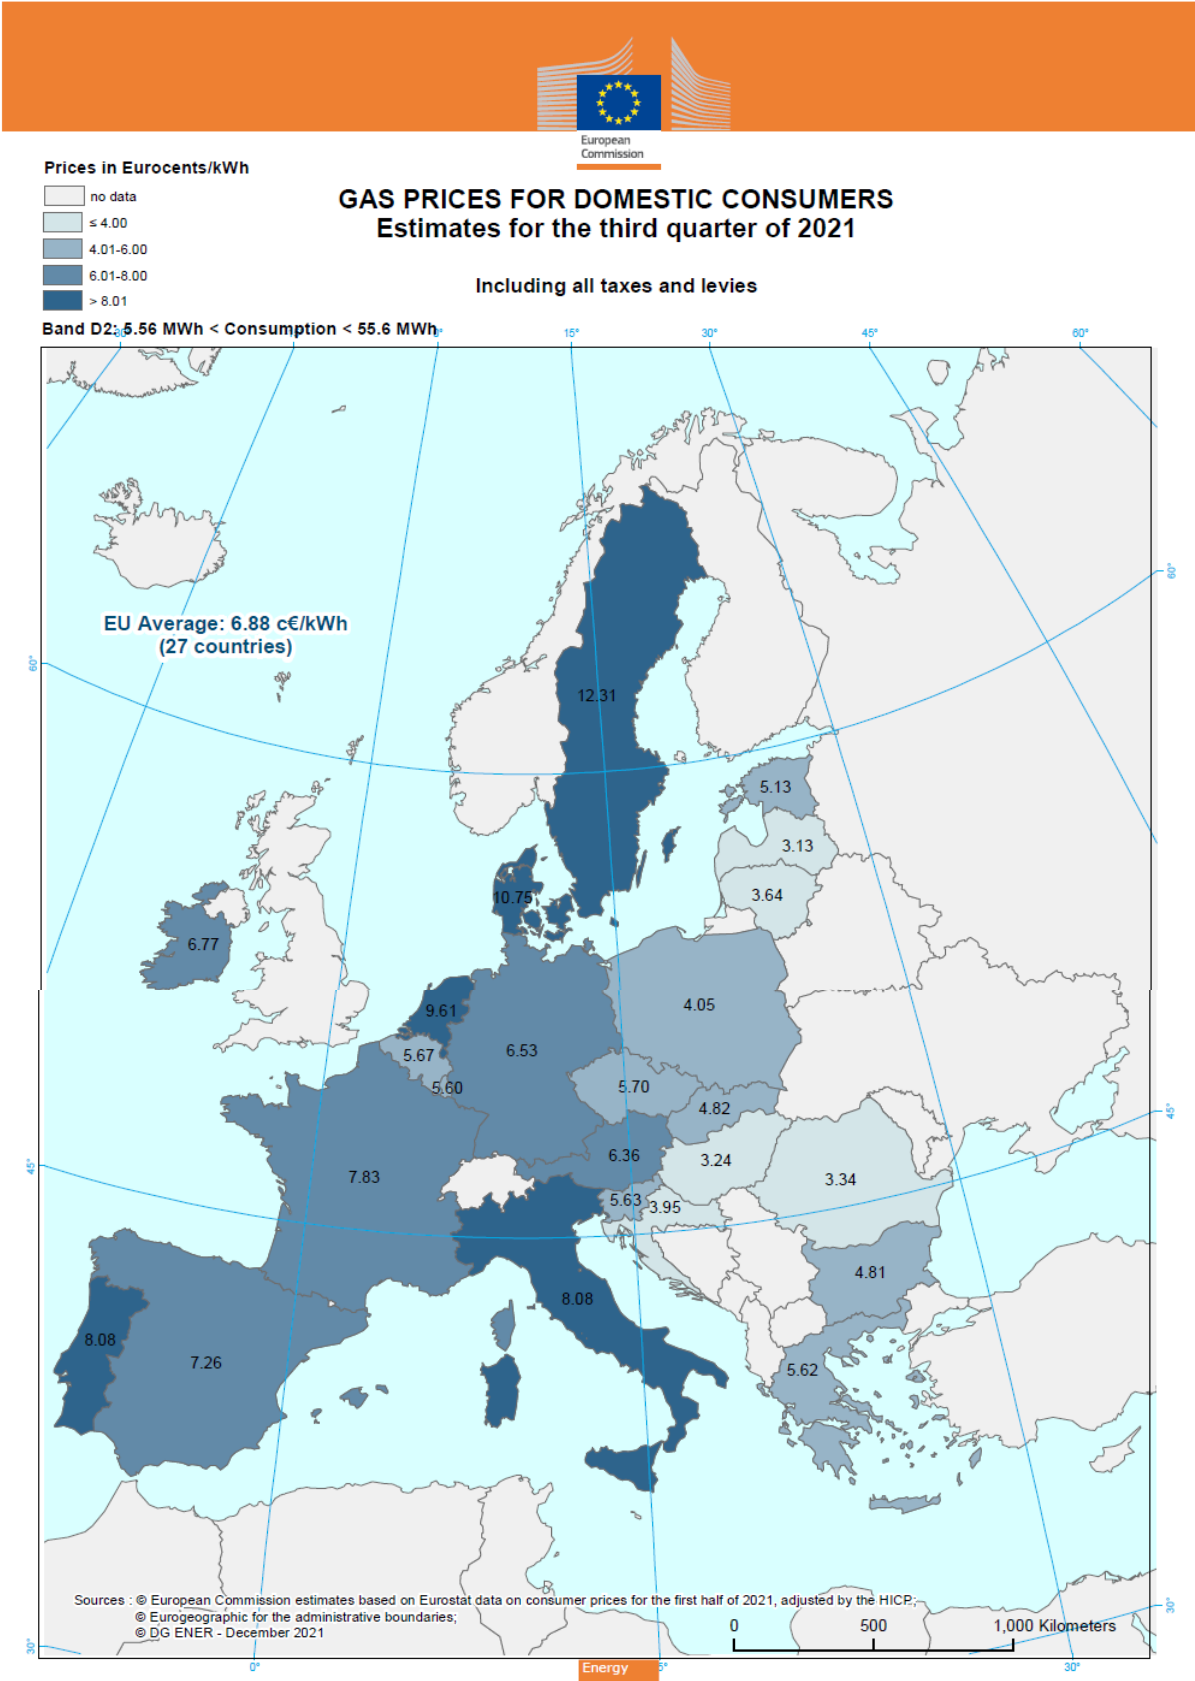 European
Commission
Prices in Eurocents/kWh
no data
≤ 4.00
4.01-6.00
6.01-8.00
> 8.01
GAS PRICES FOR DOMESTIC CONSUMERS
Estimates for the third quarter of 2021
Including all taxes and levies
Band D2: 5.56 MWh < Consumption < 55.6 MWh
15° 30° 45° 60°
60°
EU Average: 6.88 c€/kWh
(27 countries)
60°
12.31
5.13
3.13
3.64
10.75
6.77
4.05
9.61
6.53
5.67
5.70
5.60
4.82
45°
6.36
3.24
45°
7.83
3.34
5.63
3.95
4.81
8.08
8.08
7.26
5.62
Sources : © European Commission estimates based on Eurostat data on consumer prices for the first half of 2021, adjusted by the HICP;
© Eurogeographic for the administrative boundaries;
© DG ENER - December 2021
0 500 1,000 Kilometers
30°
30°
0° 30°
Energy